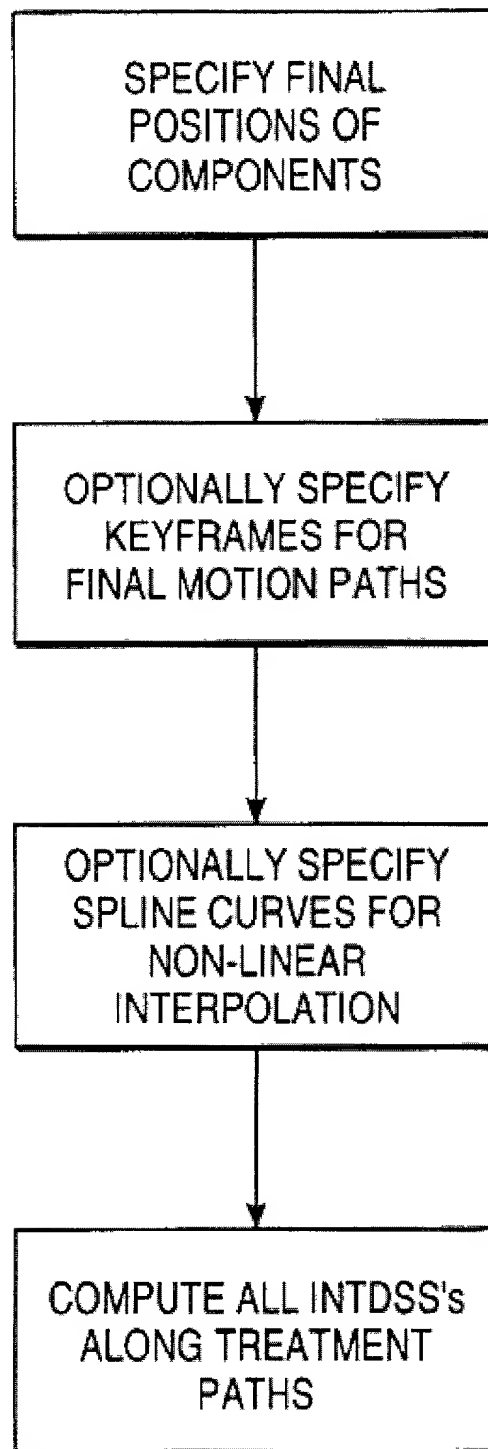 SPECIFY FINAL
POSITIONS OF
COMPONENTS
OPTIONALLY SPECIFY
KEYFRAMES FOR
FINAL MOTION PATHS
OPTIONALLY SPECIFY
SPLINE CURVES FOR
NON-LINEAR
INTERPOLATION
COMPUTE ALL INTDSS's
ALONG TREATMENT
PATHS